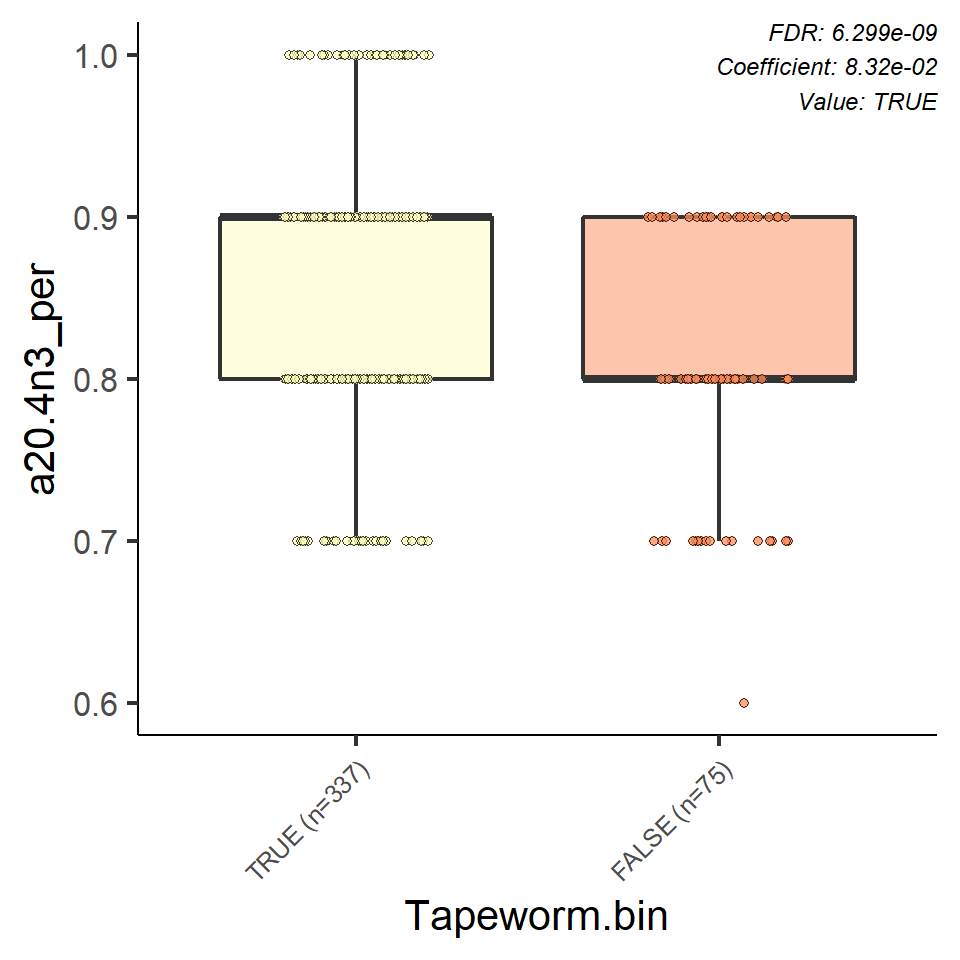 FDR: 6.299e-09
Coefficient: 8.32e-02
Value: TRUE
a20.4n3_per
1.0
0.9
0.8
0.7
0.6
TRUE (n=337)
FALSE (n=75)
Tapeworm.bin